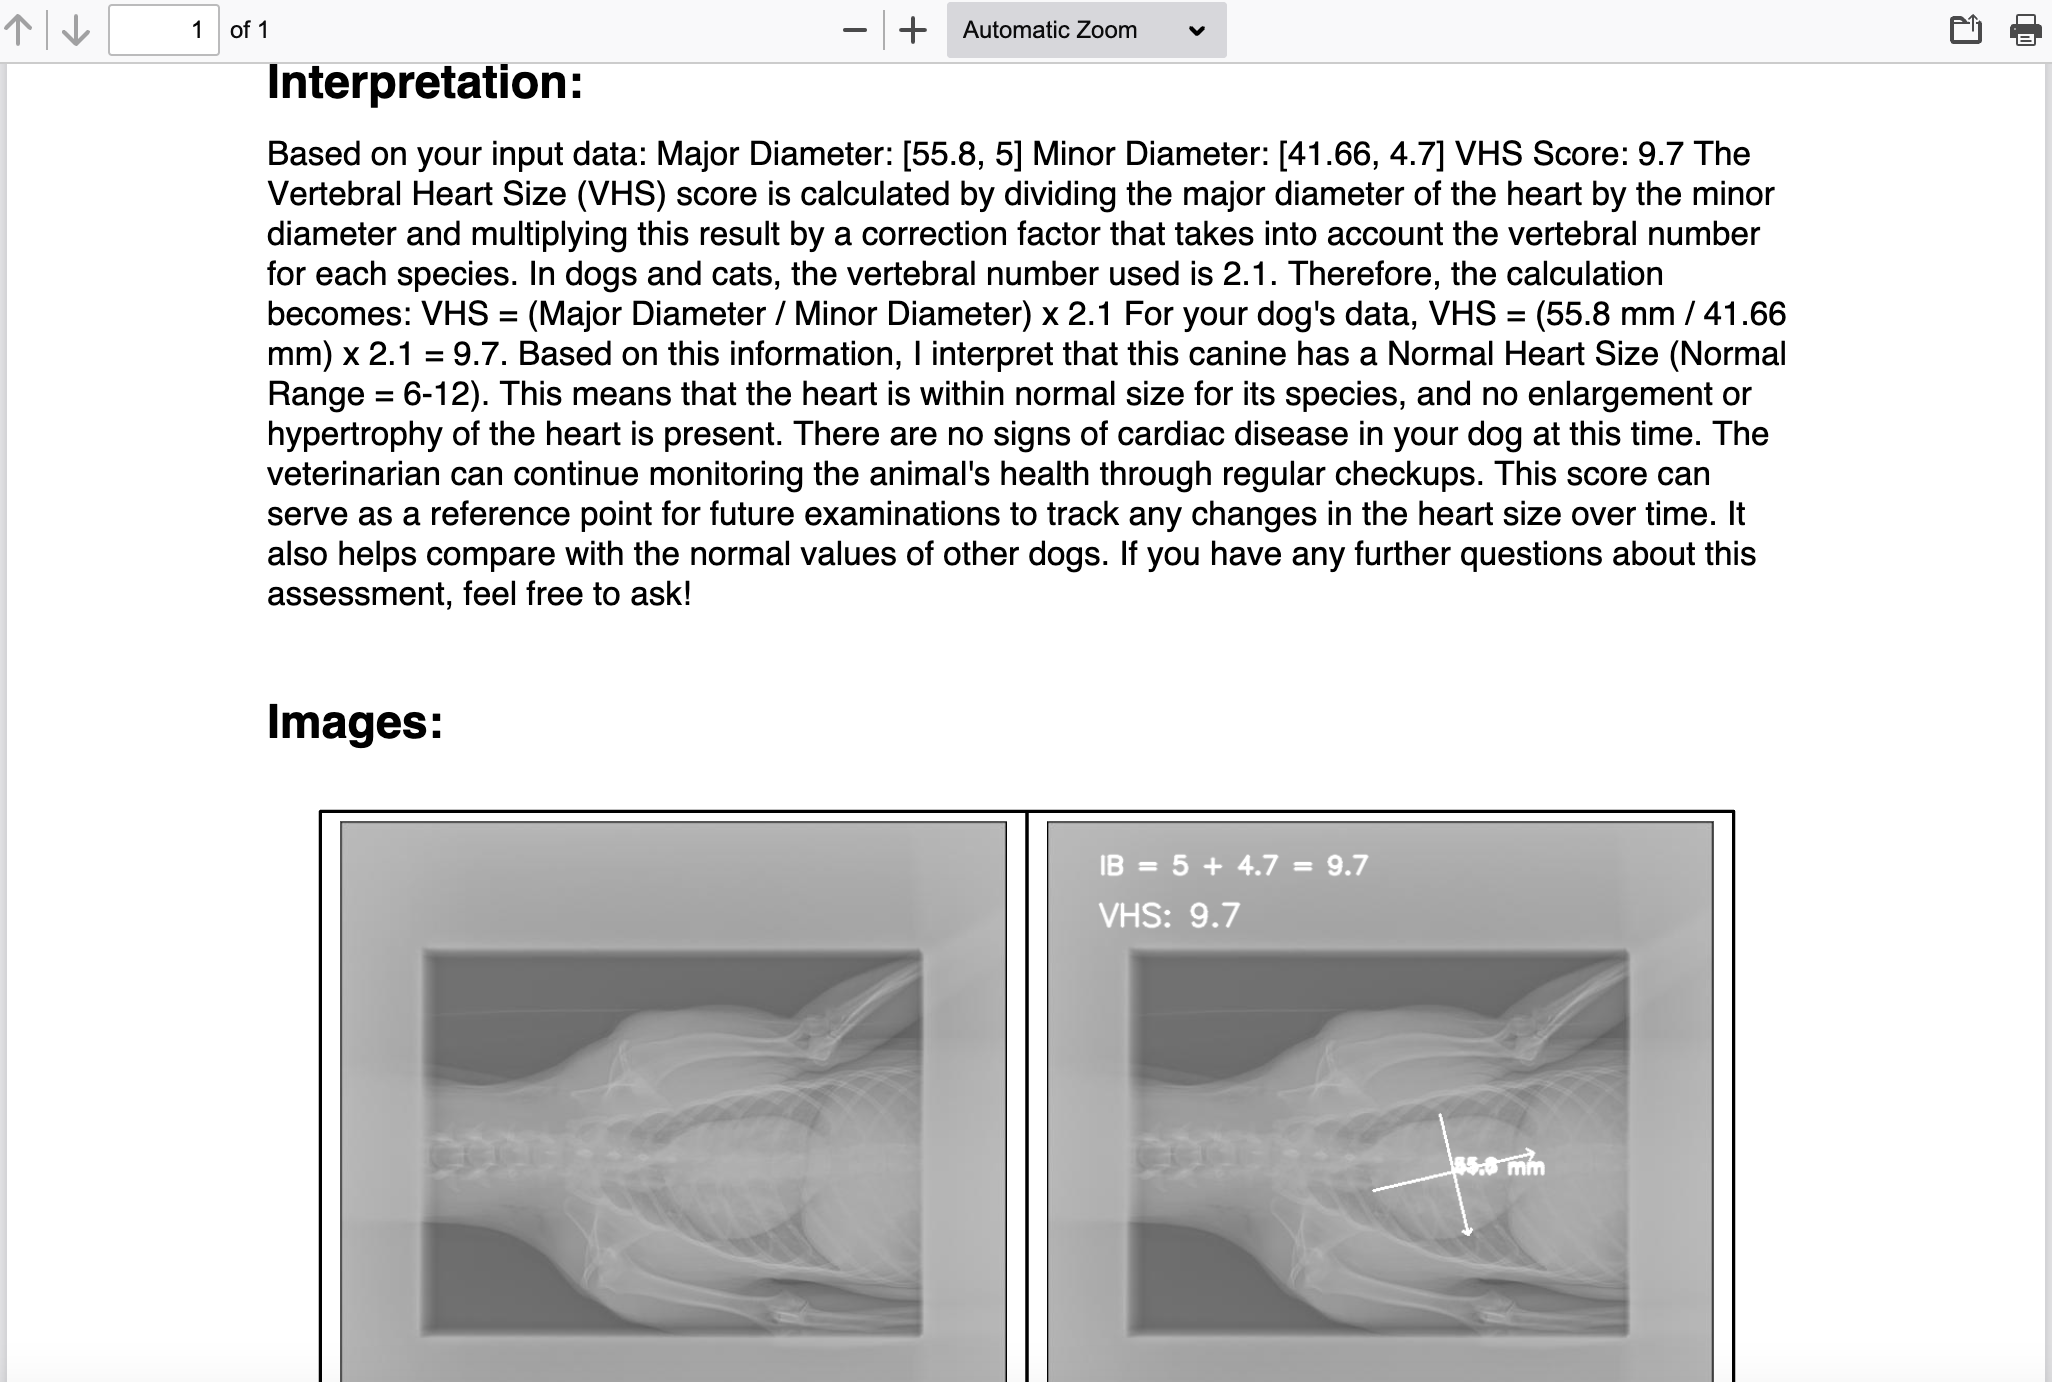 1 of 1 Automatic Zoom
Interpretation:
Based on your input data: Major Diameter: [55.8, 5] Minor Diameter: [41.66, 4.7] VHS Score: 9.7 The
Vertebral Heart Size (VHS) score is calculated by dividing the major diameter of the heart by the minor
diameter and multiplying this result by a correction factor that takes into account the vertebral number
for each species. In dogs and cats, the vertebral number used is 2.1. Therefore, the calculation
becomes: VHS = (Major Diameter / Minor Diameter) x 2.1 For your dog's data, VHS = (55.8 mm / 41.66
mm) x 2.1 = 9.7. Based on this information, I interpret that this canine has a Normal Heart Size (Normal
Range = 6-12). This means that the heart is within normal size for its species, and no enlargement or
hypertrophy of the heart is present. There are no signs of cardiac disease in your dog at this time. The
veterinarian can continue monitoring the animal's health through regular checkups. This score can
serve as a reference point for future examinations to track any changes in the heart size over time. It
also helps compare with the normal values of other dogs. If you have any further questions about this
assessment, feel free to ask!
Images:
IB = 5 + 4.7 = 9.7
VHS: 9.7
mm